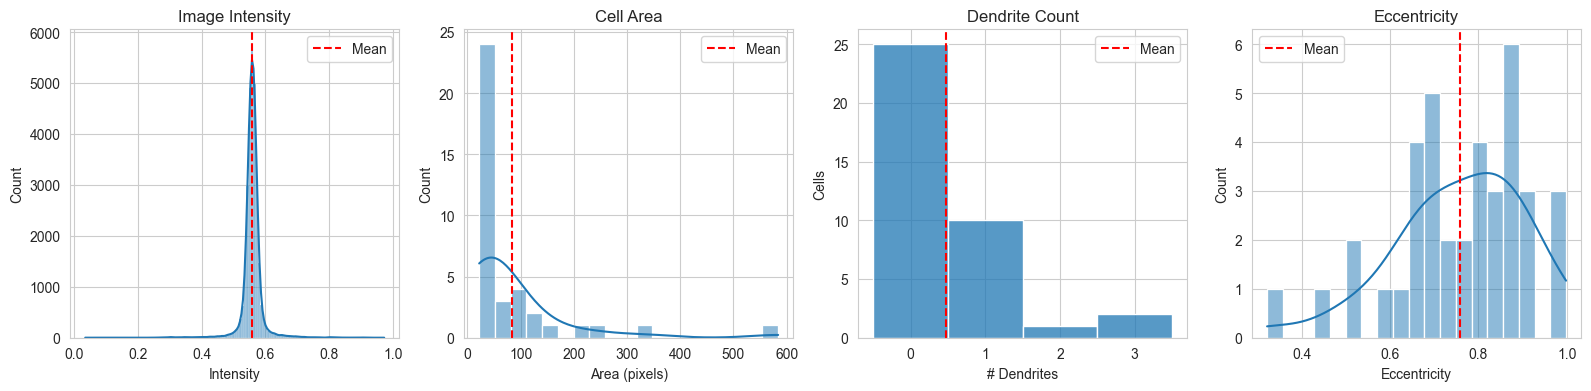 Image Intensity
6000
5000
4000
3000
2000
1000
0
Count
0.0 0.2 0.4 0.6 0.8 1.0
Intensity
Mean
Cell Area
25
20
15
10
5
0
Count
0 100 200 300 400 500 600
Area (pixels)
Mean
Dendrite Count
25
20
15
10
5
0
Cells
0 1 2 3
# Dendrites
Mean
Eccentricity
6
5
4
3
2
1
0
Count
0.4 0.6 0.8 1.0
Eccentricity
Mean